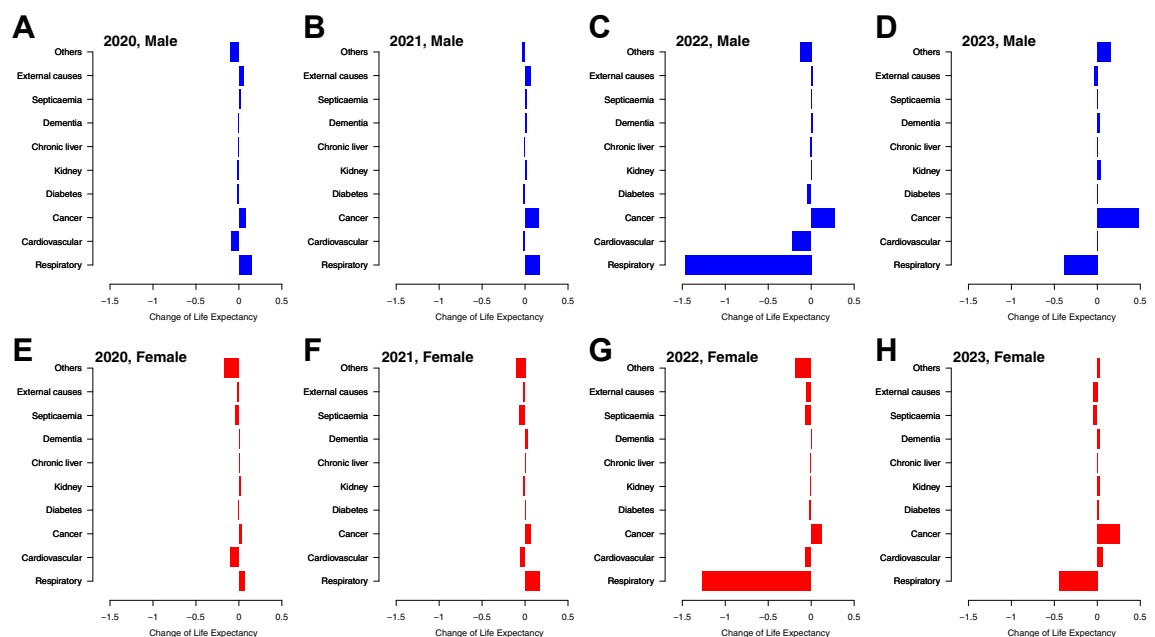 A
2020, Male
Others
External causes
Septicaemia
Dementia
Chronic liver
Kidney
Diabetes
Cancer
Cardiovascular
Respiratory
−1.5 −1 −0.5 0 0.5
Change of Life Expectancy
B
2021, Male
Others
External causes
Septicaemia
Dementia
Chronic liver
Kidney
Diabetes
Cancer
Cardiovascular
Respiratory
−1.5 −1 −0.5 0 0.5
Change of Life Expectancy
C
2022, Male
Others
External causes
Septicaemia
Dementia
Chronic liver
Kidney
Diabetes
Cancer
Cardiovascular
Respiratory
−1.5 −1 −0.5 0 0.5
Change of Life Expectancy
D
2023, Male
Others
External causes
Septicaemia
Dementia
Chronic liver
Kidney
Diabetes
Cancer
Cardiovascular
Respiratory
−1.5 −1 −0.5 0 0.5
Change of Life Expectancy
E
2020, Female
Others
External causes
Septicaemia
Dementia
Chronic liver
Kidney
Diabetes
Cancer
Cardiovascular
Respiratory
−1.5 −1 −0.5 0 0.5
Change of Life Expectancy
F
2021, Female
Others
External causes
Septicaemia
Dementia
Chronic liver
Kidney
Diabetes
Cancer
Cardiovascular
Respiratory
−1.5 −1 −0.5 0 0.5
Change of Life Expectancy
G
2022, Female
Others
External causes
Septicaemia
Dementia
Chronic liver
Kidney
Diabetes
Cancer
Cardiovascular
Respiratory
−1.5 −1 −0.5 0 0.5
Change of Life Expectancy
H
2023, Female
Others
External causes
Septicaemia
Dementia
Chronic liver
Kidney
Diabetes
Cancer
Cardiovascular
Respiratory
−1.5 −1 −0.5 0 0.5
Change of Life Expectancy